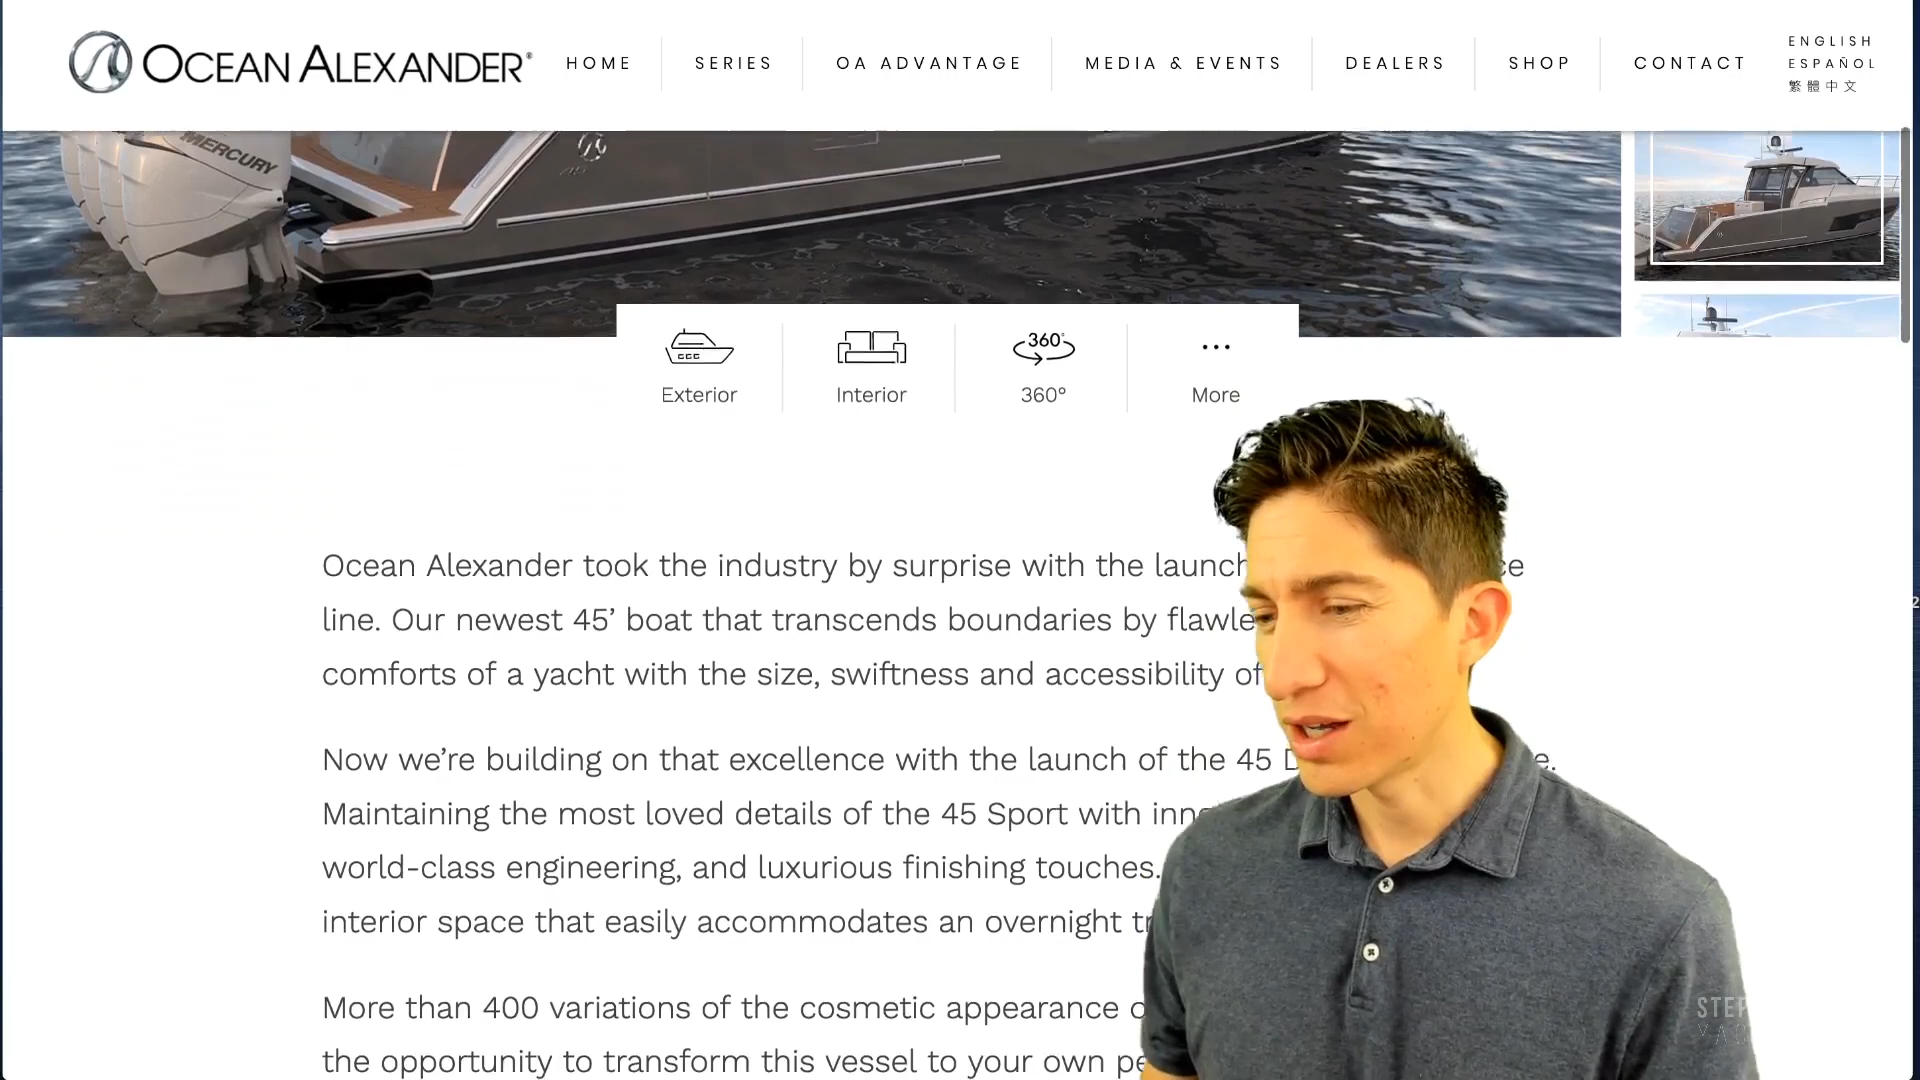 OCEAN ALEXANDER®
HOME
SERIES
OA ADVANTAGE
MEDIA & EVENTS
DEALERS
SHOP
CONTACT
ENGLISH
ESPAÑOL
繁體中文
MERCURY
360°
Exterior
Interior
360°
More
Ocean Alexander took the industry by surprise with the
line. Our newest 45’ boat that transcends boundaries by
comforts of a yacht with the size, swiftness and accessibility of
Now we’re building on that excellence with the launch of the 45
Maintaining the most loved details of the 45 Sport with
world-class engineering, and luxurious finishing touches.
interior space that easily accommodates an overnight
More than 400 variations of the cosmetic appearance
the opportunity to transform this vessel to your own